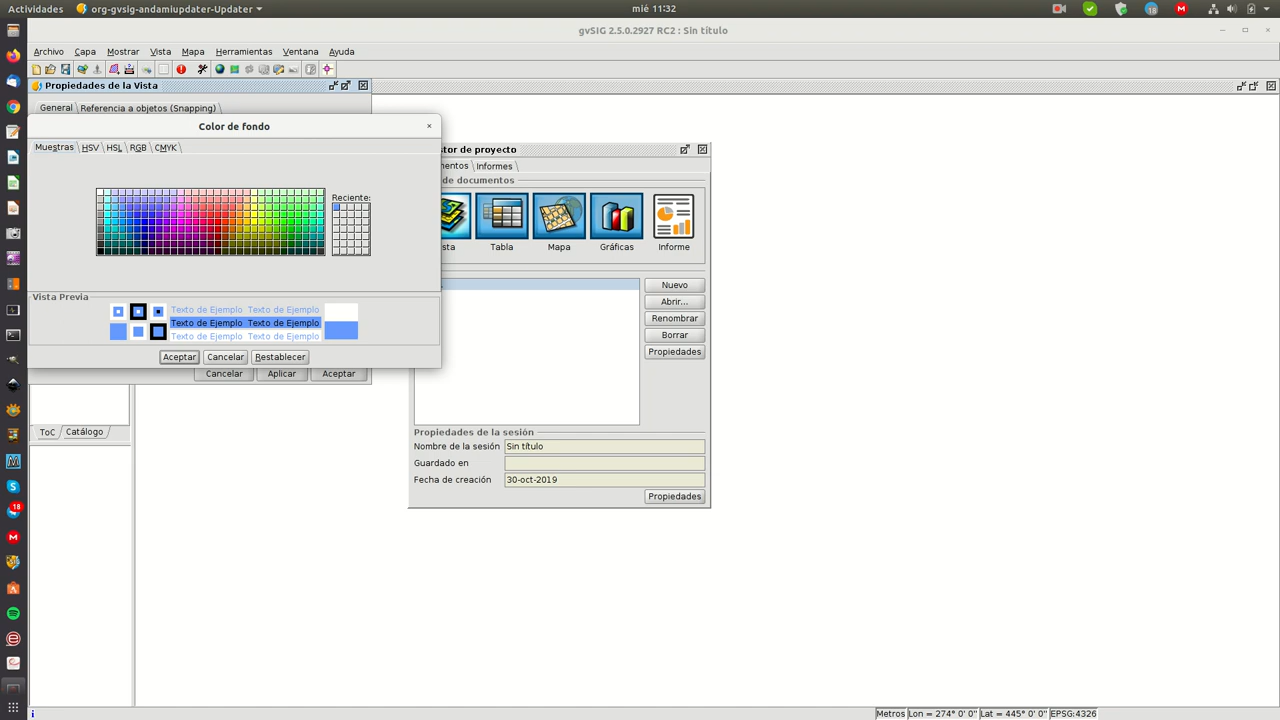 Actividades org-gvsig-andamiupdater-Updater mié 11:32
gvSIG 2.5.0.2927 RC2 : Sin título
Archivo Capa Mostrar Vista Mapa Herramientas Ventana Ayuda
Propiedades de la Vista
General Referencia a objetos (Snapping)
Color de fondo
Muestras HSV HSL RGB CMYK
Reciente:
Vista Previa
Texto de Ejemplo Texto de Ejemplo
Texto de Ejemplo Texto de Ejemplo
Texto de Ejemplo Texto de Ejemplo
Aceptar Cancelar Restablecer
Cancelar Aplicar Aceptar
stor de proyecto
entos Informes
de documentos
sta Tabla Mapa Gráficas Informe
Nuevo
Abrir...
Renombrar
Borrar
Propiedades
Propiedades de la sesión
Nombre de la sesión Sin título
Guardado en
Fecha de creación 30-oct-2019
Propiedades
ToC Catálogo
18
Metros Lon = 274° 0' 0'' Lat = 445° 0' 0'' EPSG:4326